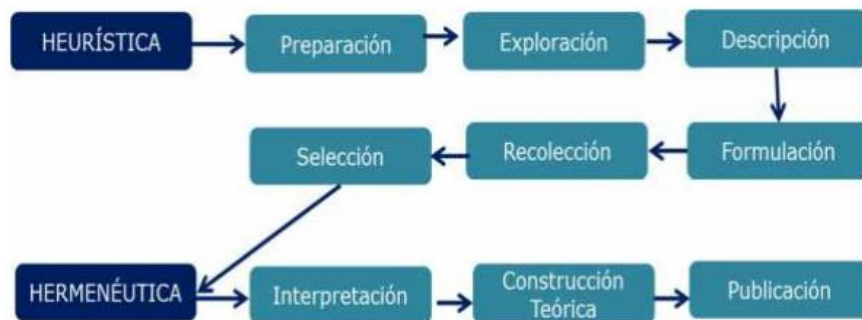 HEURÍSTICA
Preparación
Exploración
Descripción
Formulación
Recolección
Selección
HERMENÉUTICA
Interpretación
Construcción
Teórica
Publicación